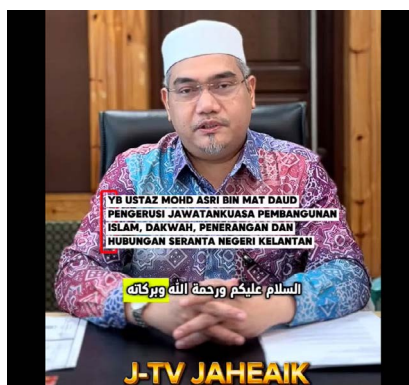 YB USTAZ MOHD ASRI BIN MAT DAUD
PENGERUSI JAWATANKUASA PEMBANGUNAN
ISLAM, DAKWAH, PENERANGAN DAN
HUBUNGAN SERANTA NEGERI KELANTAN
السلام عليكم ورحمة الله وبركاته
J-TV JAHEAIK